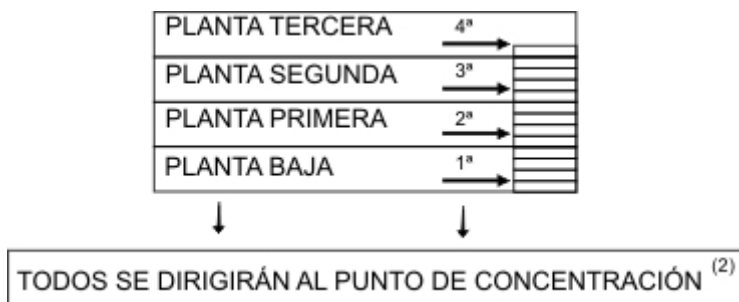 PLANTA TERCERA 4ª
PLANTA SEGUNDA 3ª
PLANTA PRIMERA 2ª
PLANTA BAJA 1ª
TODOS SE DIRIGIRÁN AL PUNTO DE CONCENTRACIÓN (2)